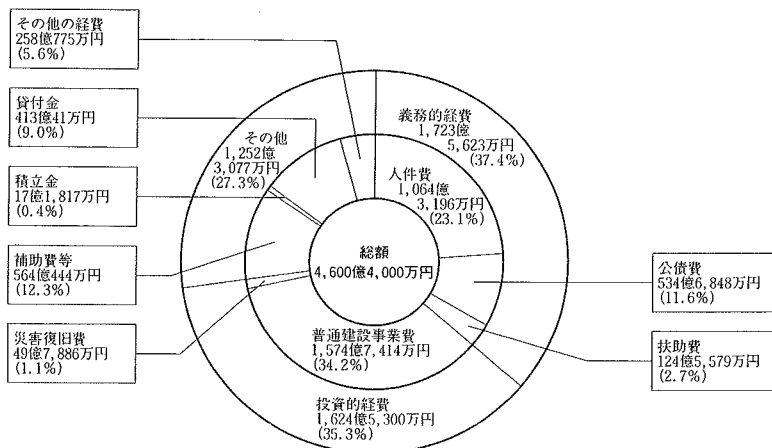 その他の経費
258億775万円
(5.6%)
貸付金
413億41万円
(9.0%)
積立金
17億1,817万円
(0.4%)
補助費等
564億444万円
(12.3%)
災害復旧費
49億7,886万円
(1.1%)
その他
1,252億
3,077万円
(27.3%)
義務的経費
1,723億
5,623万円
(37.4%)
人件費
1,064億
3,196万円
(23.1%)
総額
4,600億4,000万円
普通建設事業費
1,574億7,414万円
(34.2%)
投資的経費
1,624億5,300万円
(35.3%)
公債費
534億6,848万円
(11.6%)
扶助費
124億5,579万円
(2.7%)